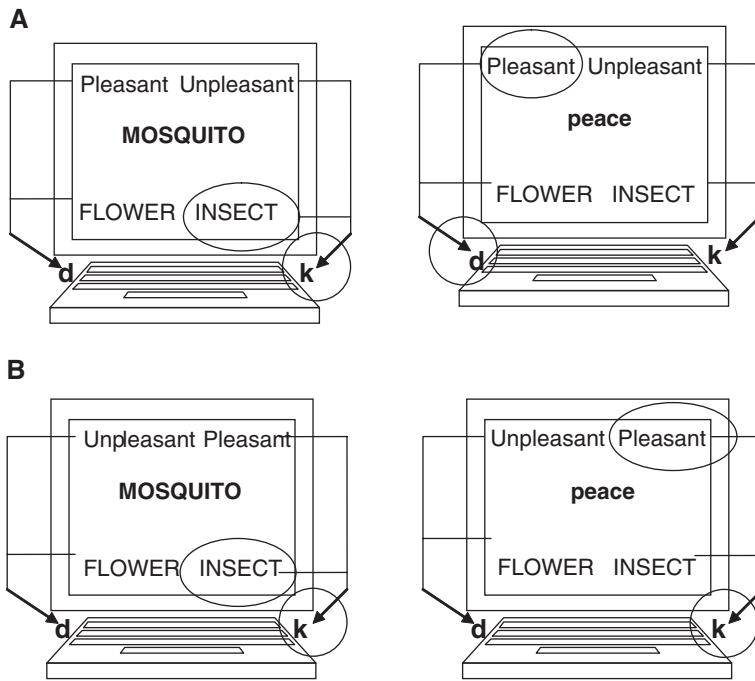 A
Pleasant Unpleasant
MOSQUITO
FLOWER INSECT
d k
Pleasant Unpleasant
peace
FLOWER INSECT
d k
B
Unpleasant Pleasant
MOSQUITO
FLOWER INSECT
d k
Unpleasant Pleasant
peace
FLOWER INSECT
d k